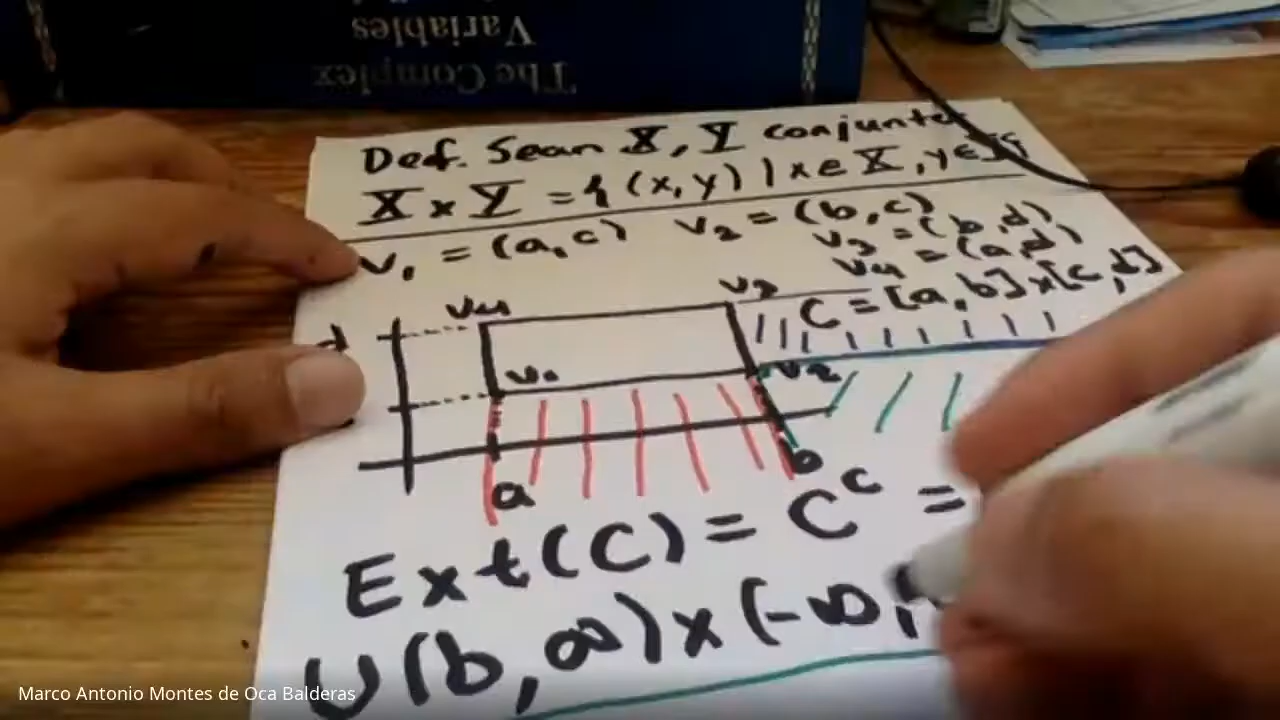 The Complex
Variables
Def. Sean X, Y conjuntos
X x Y = {(x,y) | x ∈ X, y ∈
v₁ = (a,c) v₂ = (b,c)
v₃ = (b,d)
v₄ = (a,d)
C = [a,b]x[c,d]
v₄ v₃
d
v₁ v₂
a b
Ext(C) = Cᶜ =
U(b,∞)x(-∞,
Marco Antonio Montes de Oca Balderas